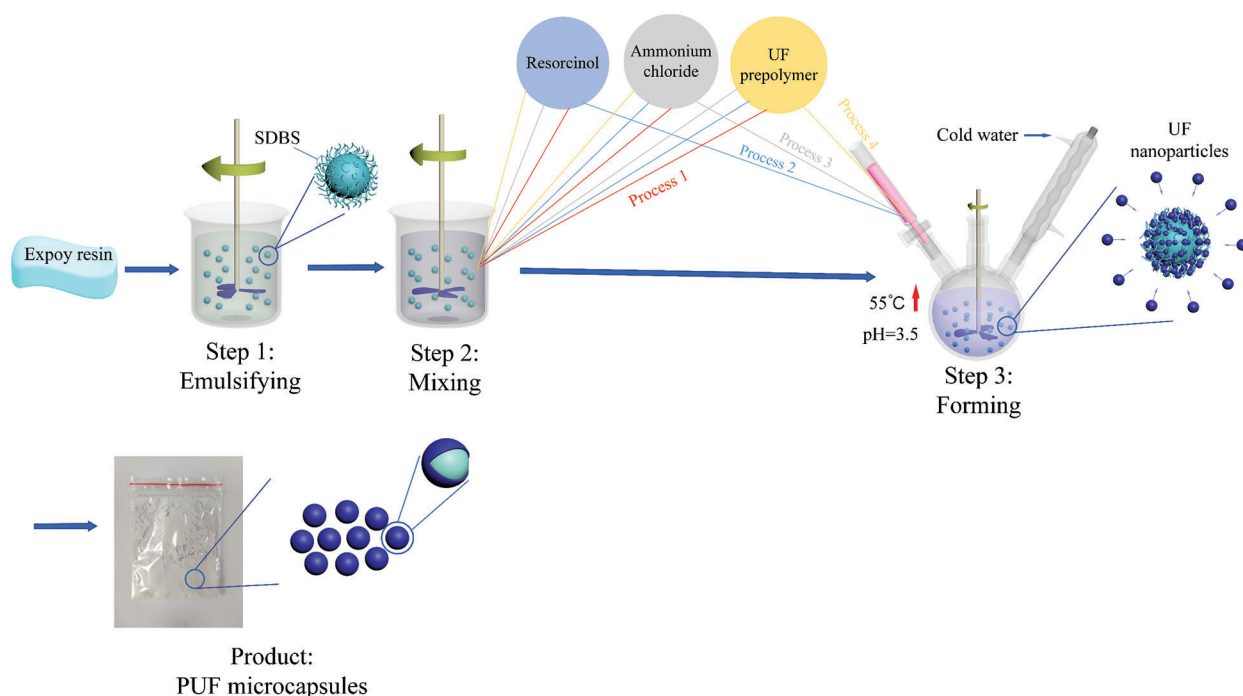 Resorcinol
Ammonium
chloride
UF
prepolymer
Process 4
Process 3
Process 2
Process 1
SDBS
Cold water
UF
nanoparticles
Expoy resin
55℃
pH=3.5
Step 1:
Emulsifying
Step 2:
Mixing
Step 3:
Forming
Product:
PUF microcapsules